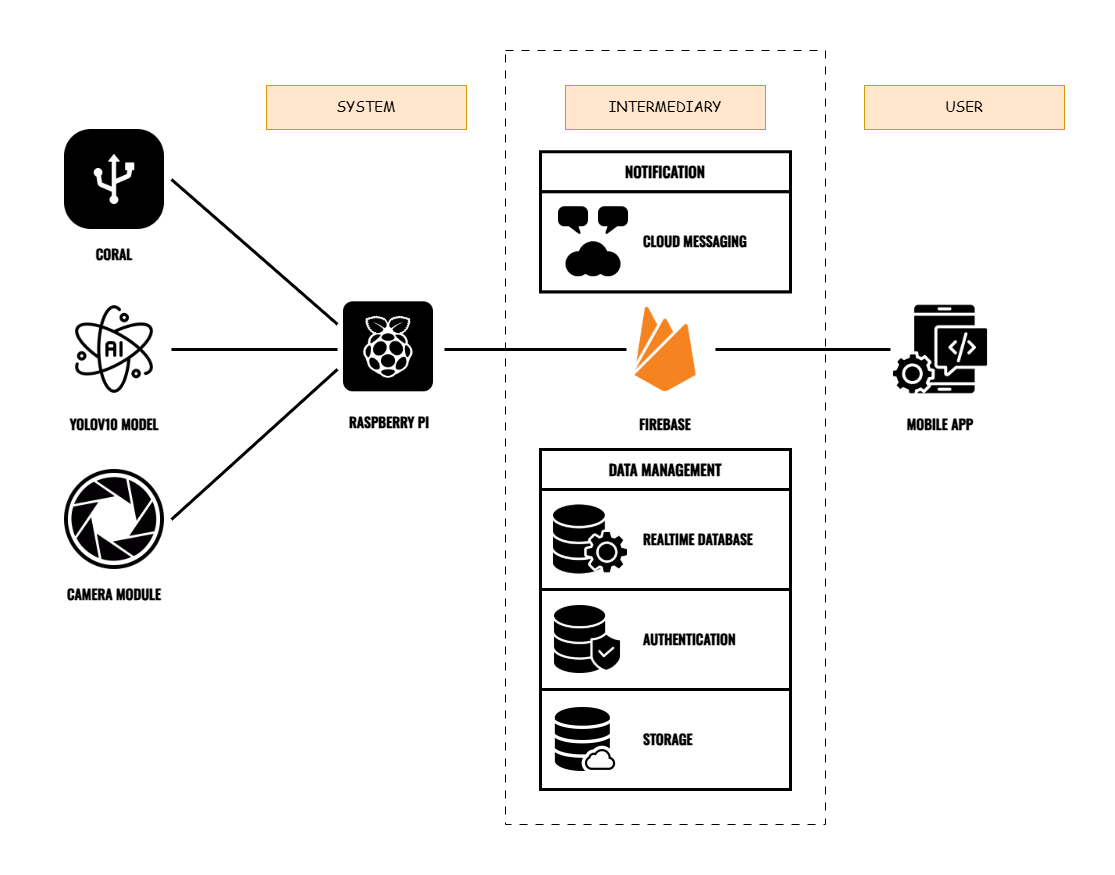 SYSTEM
INTERMEDIARY
USER
NOTIFICATION
CLOUD MESSAGING
CORAL
AI
YOLOV10 MODEL
RASPBERRY PI
FIREBASE
</>
MOBILE APP
DATA MANAGEMENT
REALTIME DATABASE
CAMERA MODULE
AUTHENTICATION
STORAGE